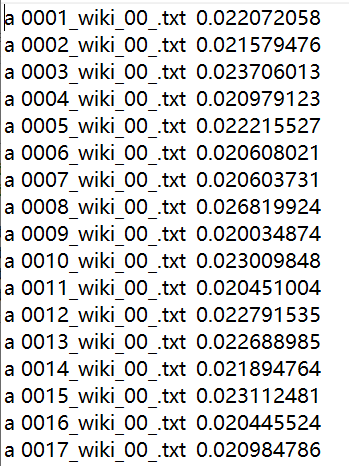 a 0001_wiki_00_.txt 0.022072058
a 0002_wiki_00_.txt 0.021579476
a 0003_wiki_00_.txt 0.023706013
a 0004_wiki_00_.txt 0.020979123
a 0005_wiki_00_.txt 0.022215527
a 0006_wiki_00_.txt 0.020608021
a 0007_wiki_00_.txt 0.020603731
a 0008_wiki_00_.txt 0.026819924
a 0009_wiki_00_.txt 0.020034874
a 0010_wiki_00_.txt 0.023009848
a 0011_wiki_00_.txt 0.020451004
a 0012_wiki_00_.txt 0.022791535
a 0013_wiki_00_.txt 0.022688985
a 0014_wiki_00_.txt 0.021894764
a 0015_wiki_00_.txt 0.023112481
a 0016_wiki_00_.txt 0.020445524
a 0017_wiki_00_.txt 0.020984786